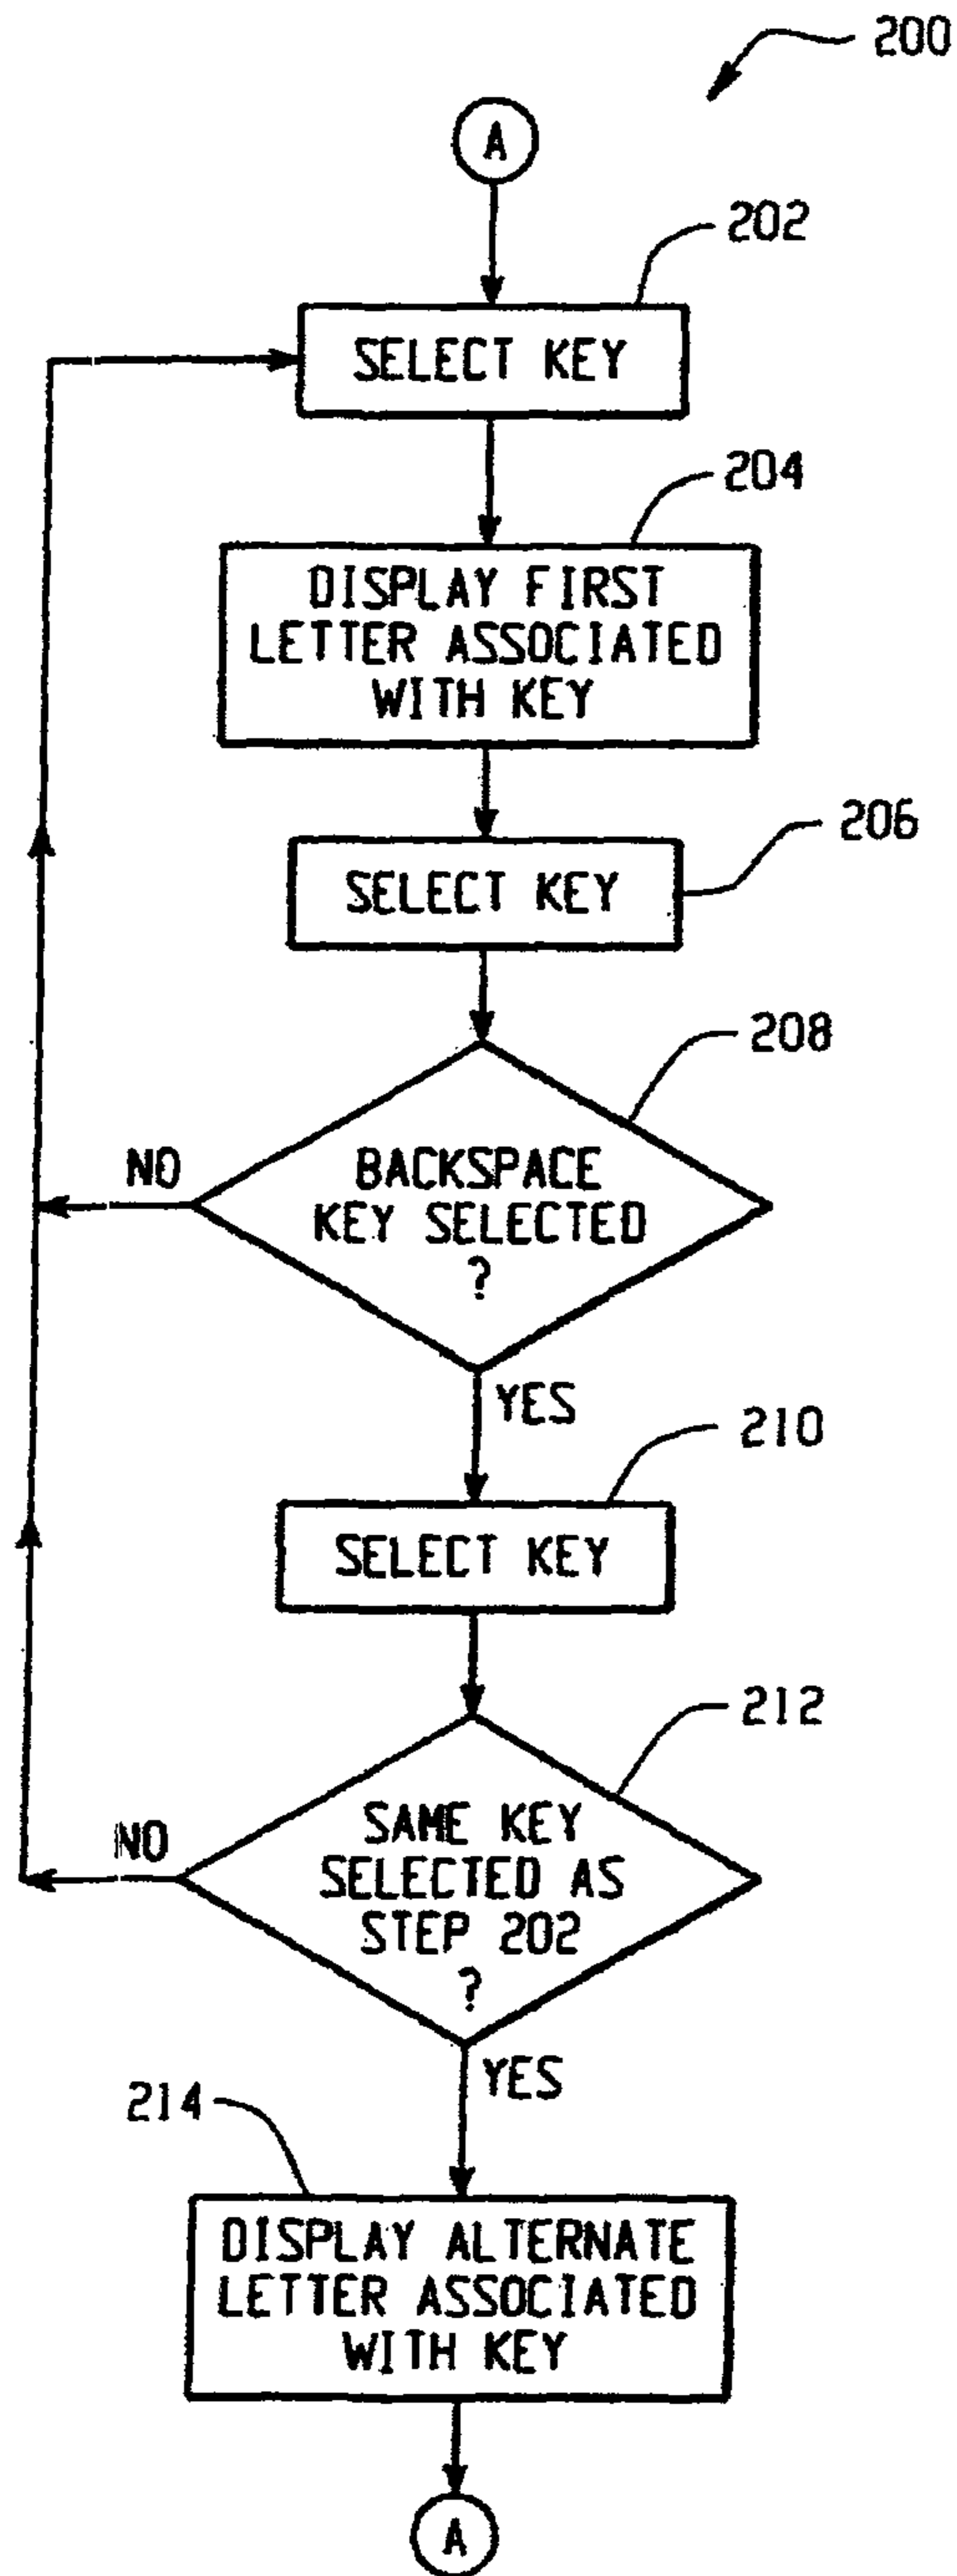 200
A
202
SELECT KEY
204
DISPLAY FIRST
LETTER ASSOCIATED
WITH KEY
206
SELECT KEY
208
NO
BACKSPACE
KEY SELECTED
?
YES
210
SELECT KEY
212
NO
SAME KEY
SELECTED AS
STEP 202
?
YES
214
DISPLAY ALTERNATE
LETTER ASSOCIATED
WITH KEY
A